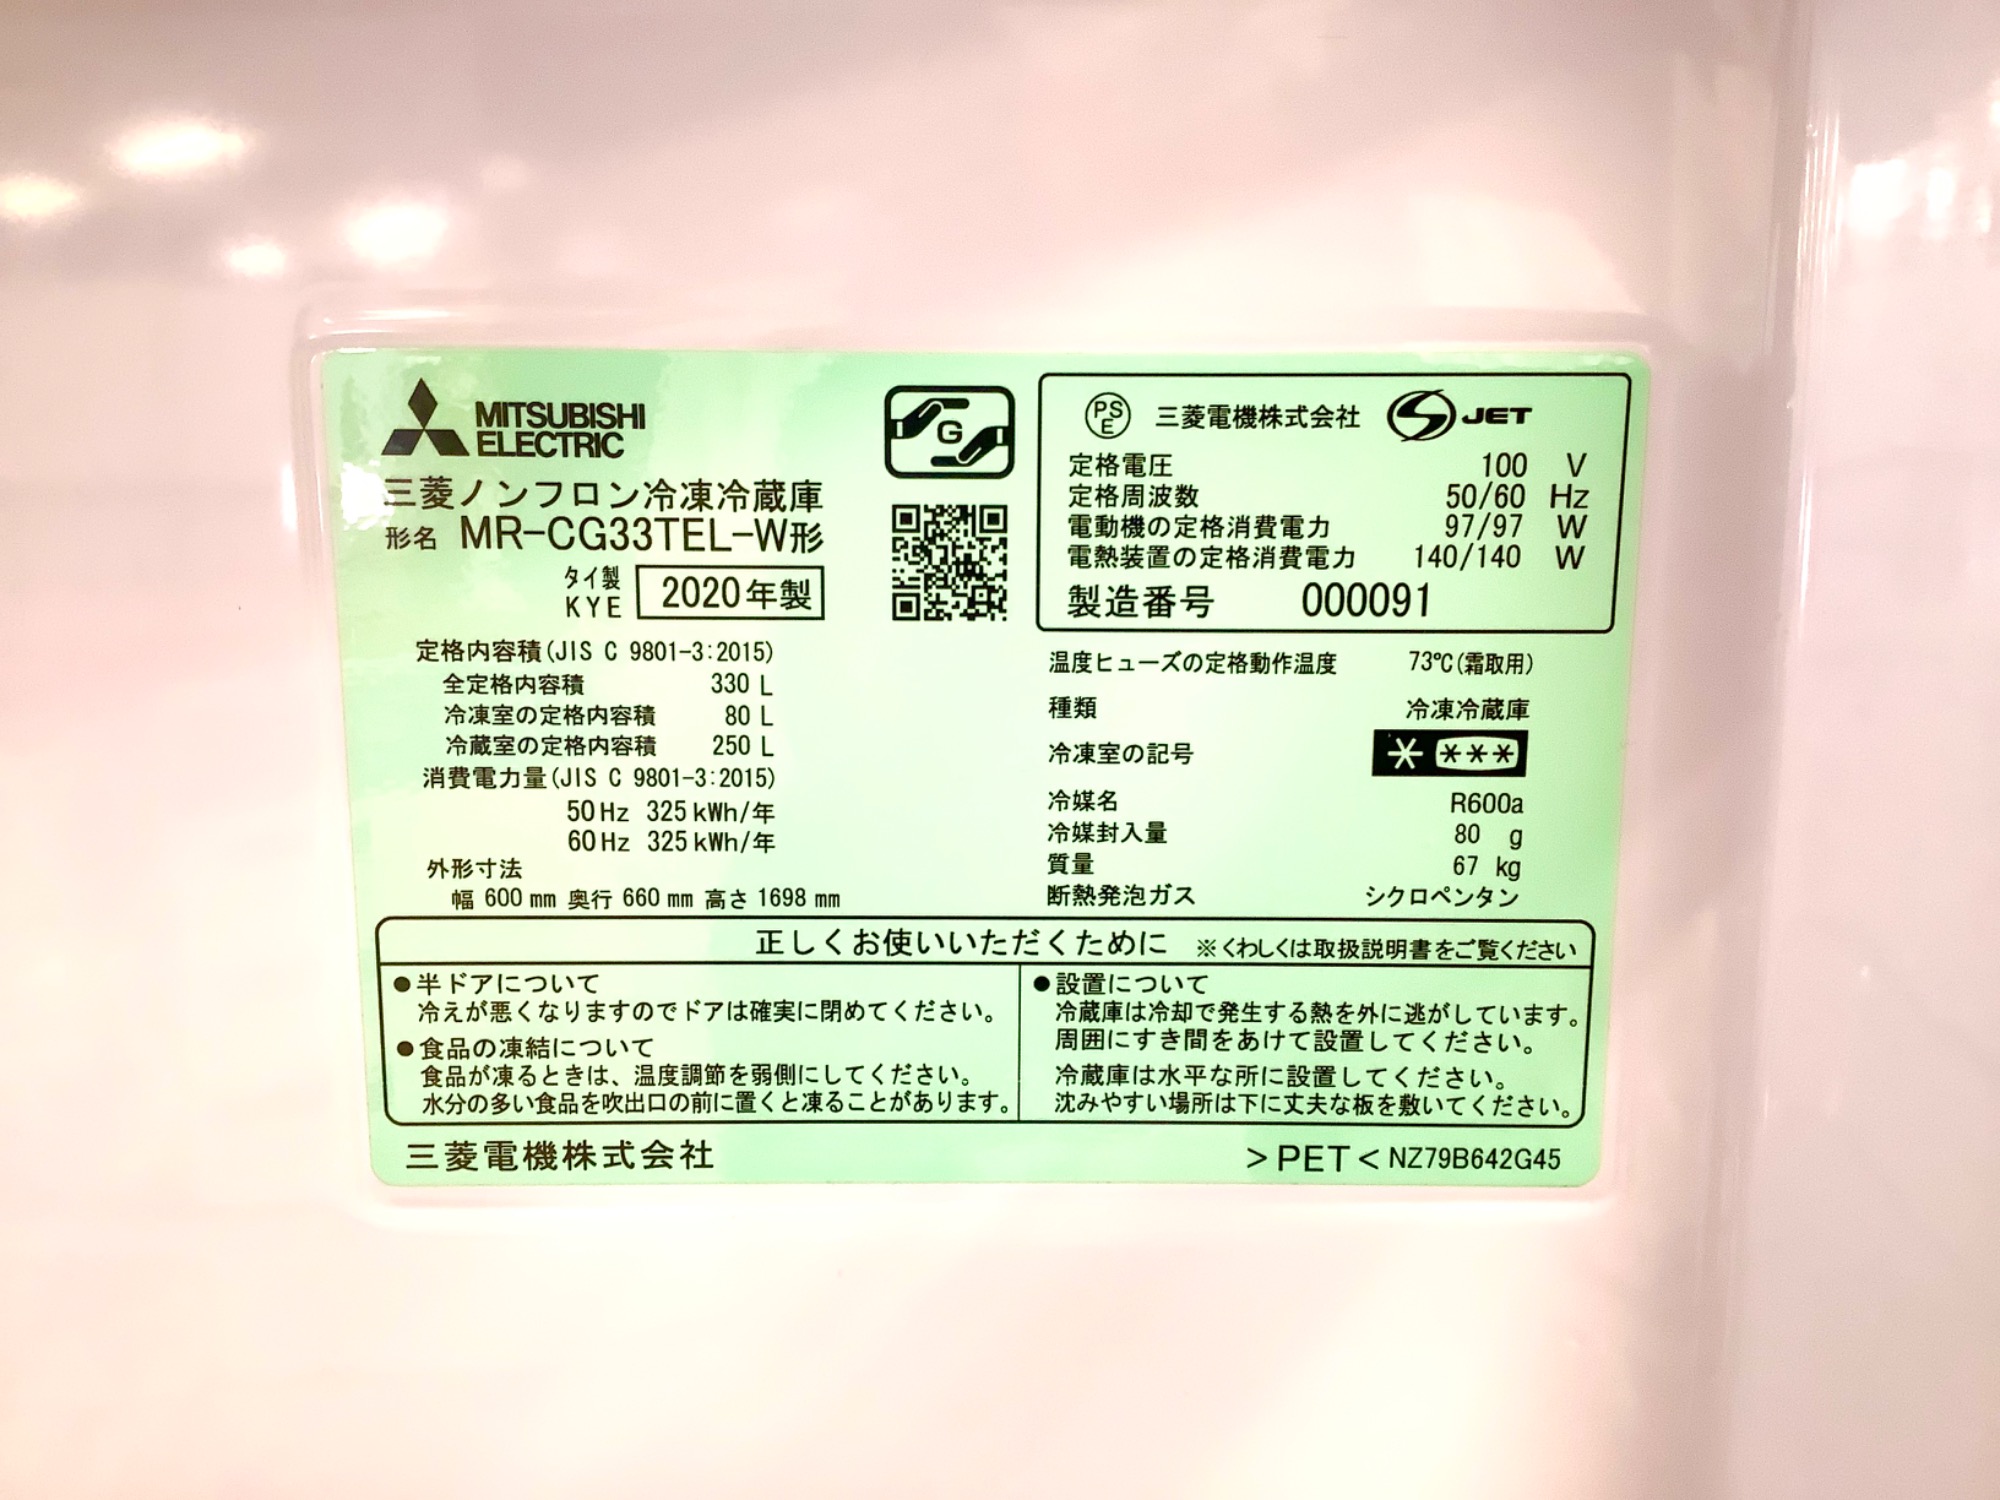 MITSUBISHI
ELECTRIC
三菱ノンフロン冷凍冷蔵庫
形名 MR-CG33TEL-W形
タイ製
KYE
2020年製
定格内容積(JIS C 9801-3:2015)
全定格内容積 330 L
冷凍室の定格内容積 80 L
冷蔵室の定格内容積 250 L
消費電力量(JIS C 9801-3:2015)
50Hz 325kWh/年
60Hz 325kWh/年
外形寸法
幅 600mm 奥行 660mm 高さ 1698mm
G
PS
E
三菱電機株式会社 JET
定格電圧 100 V
定格周波数 50/60 Hz
電動機の定格消費電力 97/97 W
電熱装置の定格消費電力 140/140 W
製造番号 000091
温度ヒューズの定格動作温度 73℃(霜取用)
種類 冷凍冷蔵庫
冷凍室の記号 * ***
冷媒名 R600a
冷媒封入量 80 g
質量 67 kg
断熱発泡ガス シクロペンタン
正しくお使いいただくために ※くわしくは取扱説明書をご覧ください
●半ドアについて
冷えが悪くなりますのでドアは確実に閉めてください。
●食品の凍結について
食品が凍るときは、温度調節を弱側にしてください。
水分の多い食品を吹出口の前に置くと凍ることがあります。
●設置について
冷蔵庫は冷却で発生する熱を外に逃がしています。
周囲にすき間をあけて設置してください。
冷蔵庫は水平な所に設置してください。
沈みやすい場所は下に丈夫な板を敷いてください。
三菱電機株式会社
>PET< NZ79B642G45